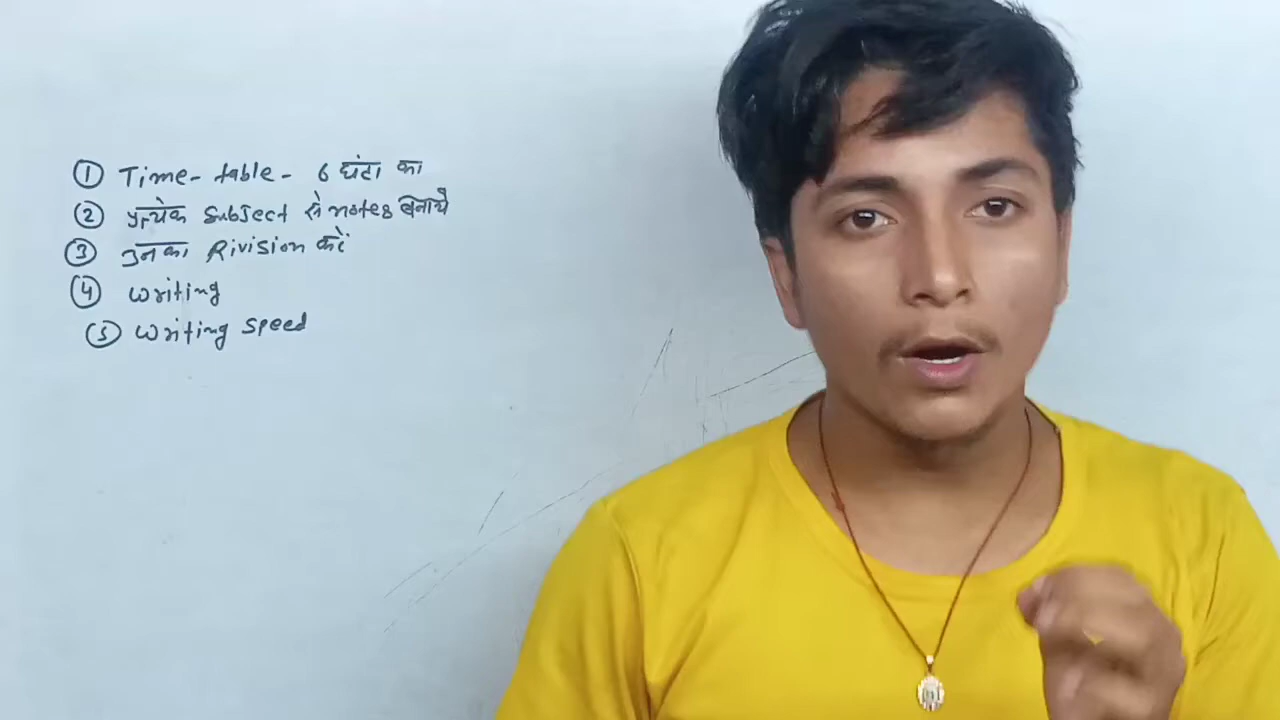 ① Time-table- 6 घंटा का
② प्रत्येक Subject से notes बनाये
③ उनका Rivision करें
④ writing
⑤ writing speed